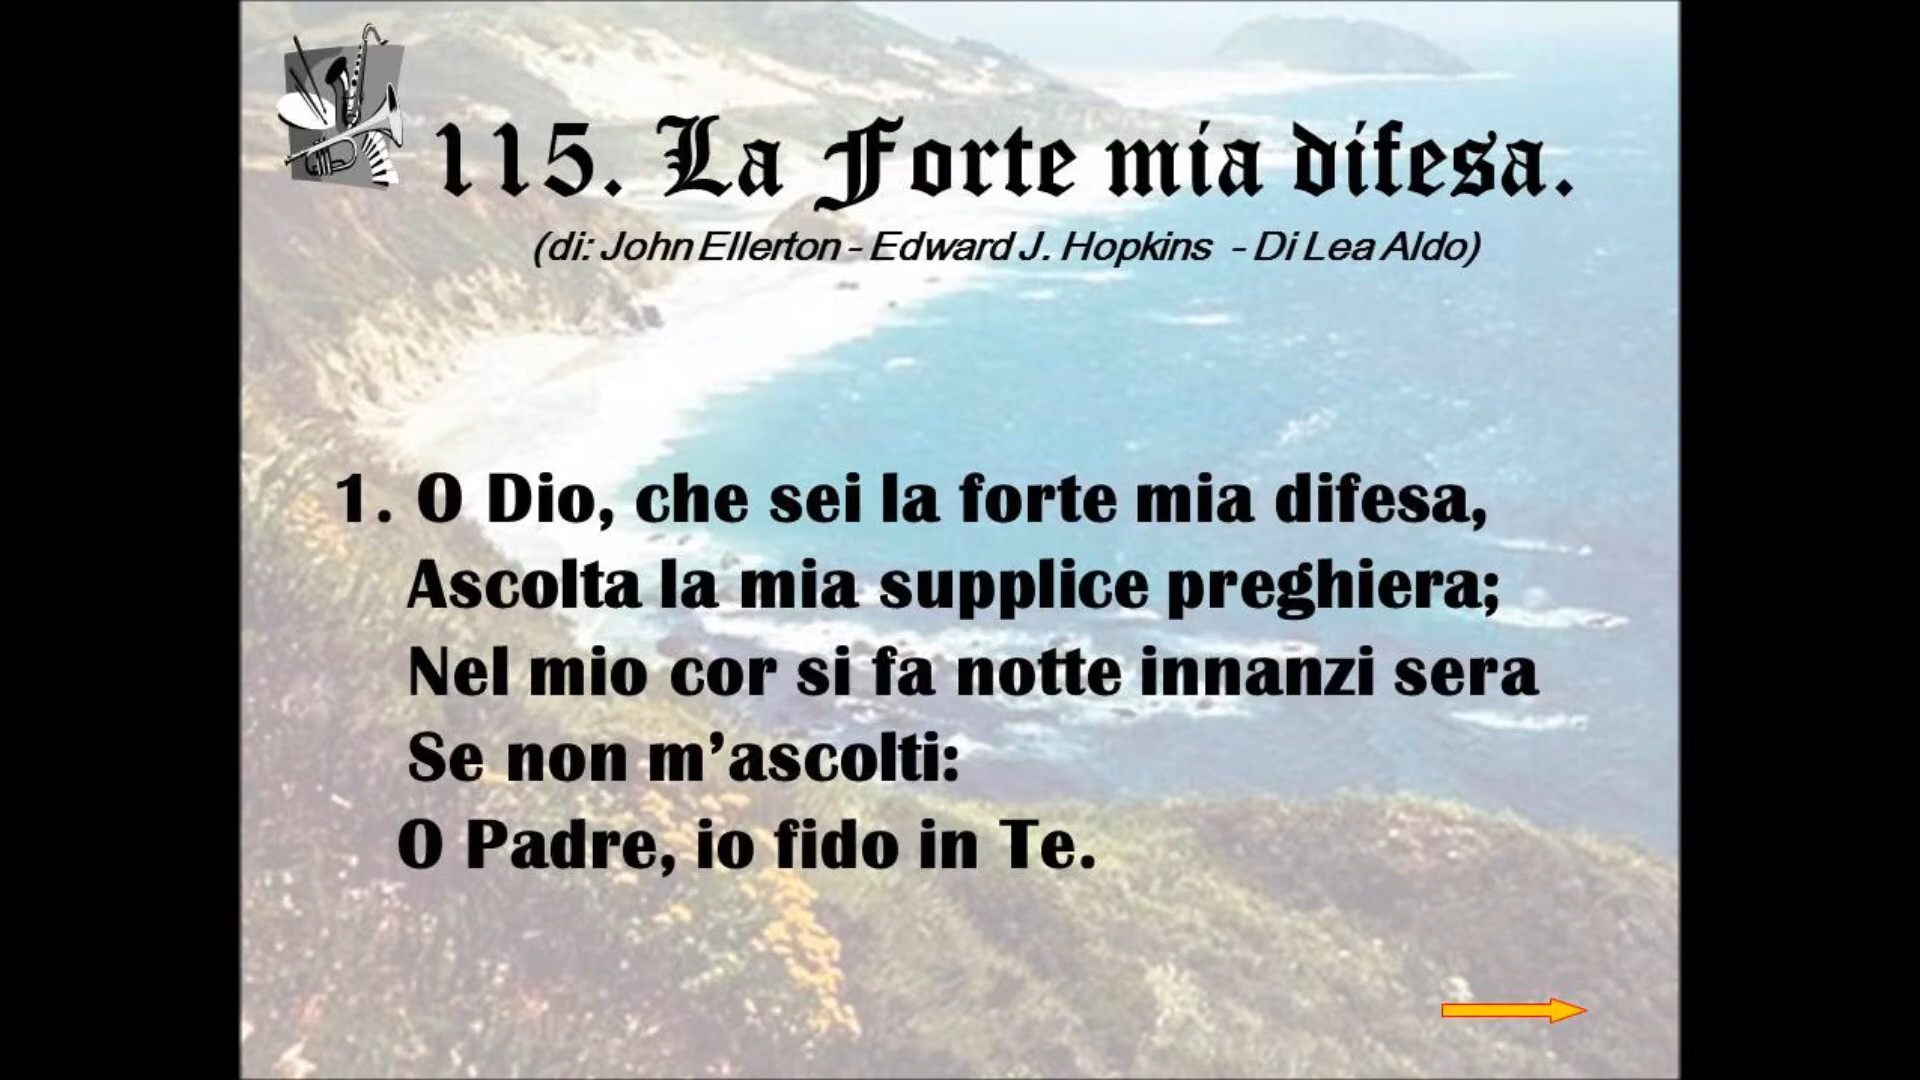 115. La Forte mia difesa.
(di: John Ellerton - Edward J. Hopkins - Di Lea Aldo)
1. O Dio, che sei la forte mia difesa,
Ascolta la mia supplice preghiera;
Nel mio cor si fa notte innanzi sera
Se non m’ascolti:
O Padre, io fido in Te.